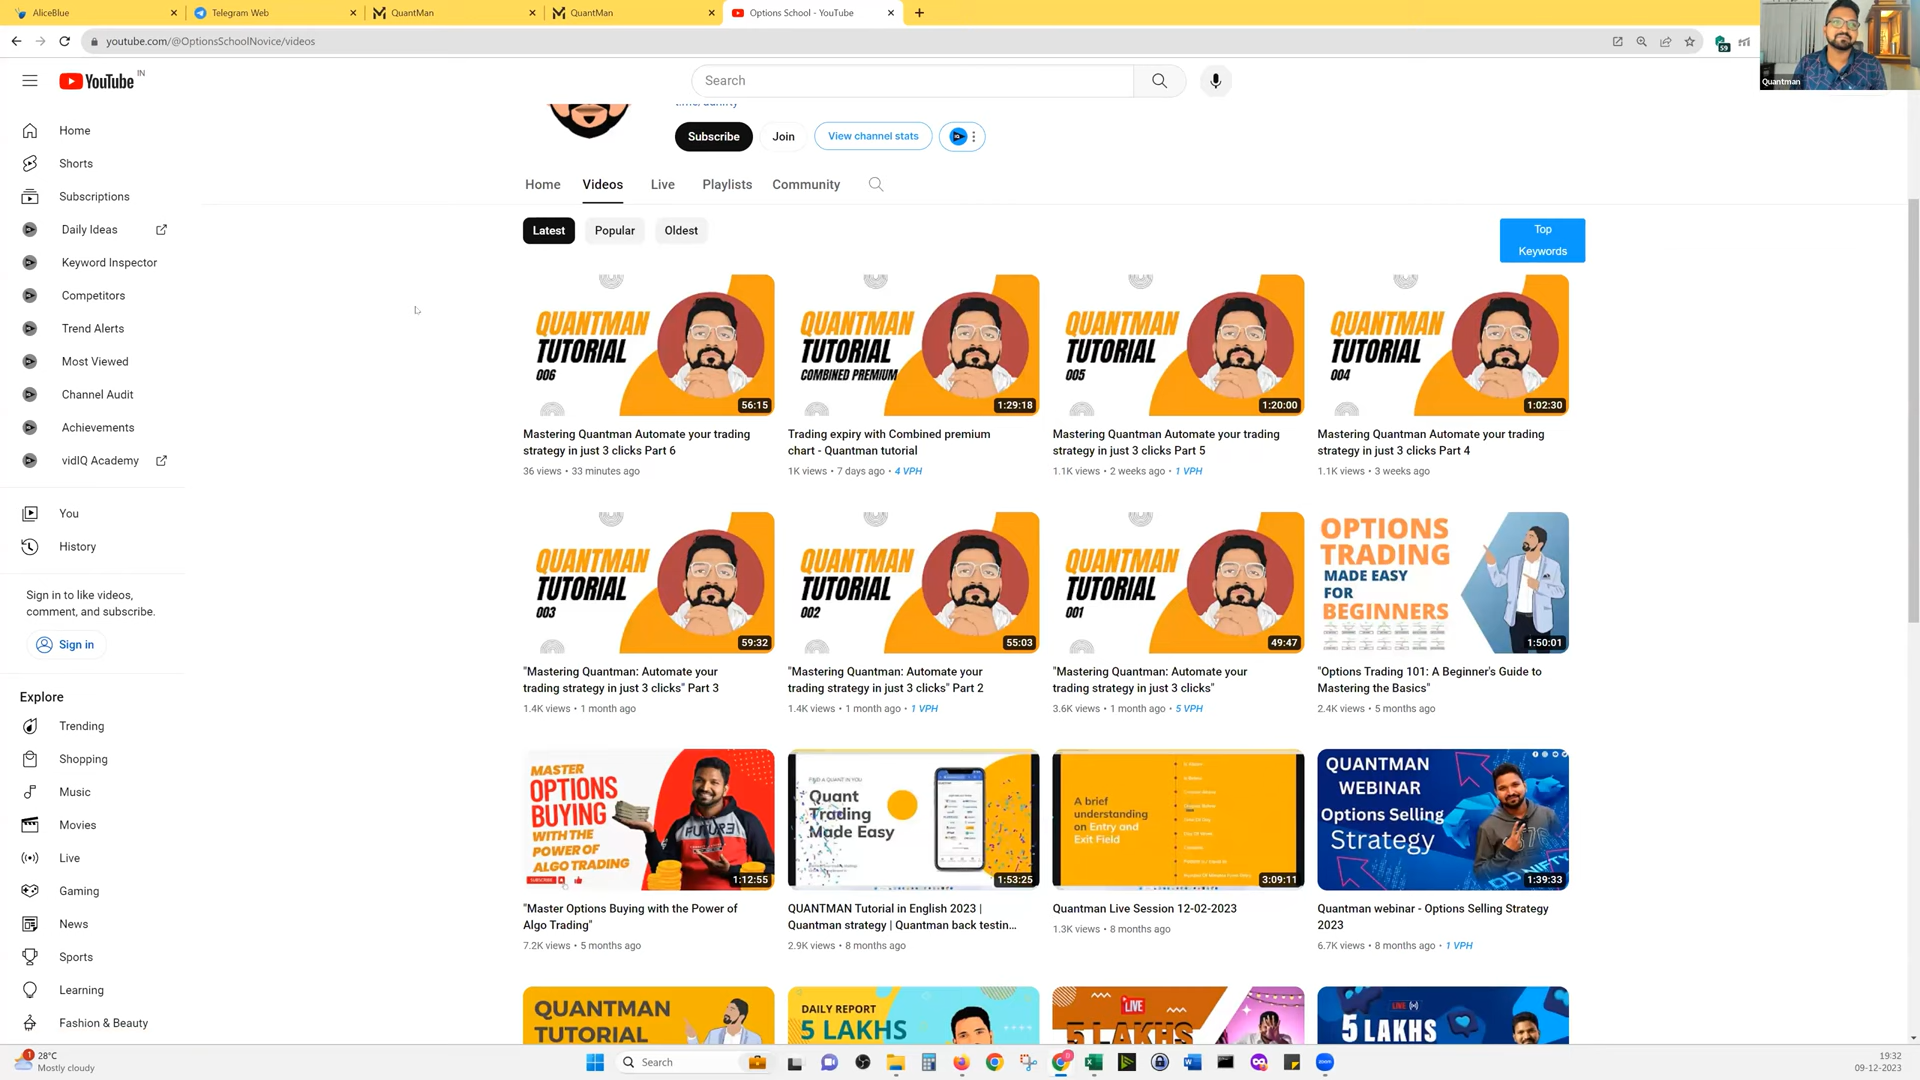 AliceBlue
Telegram Web
QuantMan
QuantMan
Options School - YouTube
youtube.com/@OptionsSchoolNovice/videos
59
Quantman
YouTube IN
Search
Subscribe
Join
View channel stats
Home
Videos
Live
Playlists
Community
Latest
Popular
Oldest
Top
Keywords
Home
Shorts
Subscriptions
Daily Ideas
Keyword Inspector
Competitors
Trend Alerts
Most Viewed
Channel Audit
Achievements
vidIQ Academy
You
History
Sign in to like videos,
comment, and subscribe.
Sign in
Explore
Trending
Shopping
Music
Movies
Live
Gaming
News
Sports
Learning
Fashion & Beauty
QUANTMAN
TUTORIAL
006
56:15
Mastering Quantman Automate your trading
strategy in just 3 clicks Part 6
36 views • 33 minutes ago
QUANTMAN
TUTORIAL
COMBINED PREMIUM
1:29:18
Trading expiry with Combined premium
chart - Quantman tutorial
1K views • 7 days ago • 4 VPH
QUANTMAN
TUTORIAL
005
1:20:00
Mastering Quantman Automate your trading
strategy in just 3 clicks Part 5
1.1K views • 2 weeks ago • 1 VPH
QUANTMAN
TUTORIAL
004
1:02:30
Mastering Quantman Automate your trading
strategy in just 3 clicks Part 4
1.1K views • 3 weeks ago
QUANTMAN
TUTORIAL
003
59:32
"Mastering Quantman: Automate your
trading strategy in just 3 clicks" Part 3
1.4K views • 1 month ago
QUANTMAN
TUTORIAL
002
55:03
"Mastering Quantman: Automate your
trading strategy in just 3 clicks" Part 2
1.4K views • 1 month ago • 1 VPH
QUANTMAN
TUTORIAL
001
49:47
"Mastering Quantman: Automate your
trading strategy in just 3 clicks"
3.6K views • 1 month ago • 5 VPH
OPTIONS
TRADING
MADE EASY
FOR
BEGINNERS
1:50:01
"Options Trading 101: A Beginner's Guide to
Mastering the Basics"
2.4K views • 5 months ago
MASTER
OPTIONS
BUYING
WITH THE
POWER OF
ALGO TRADING
FUTURE
1:12:55
"Master Options Buying with the Power of
Algo Trading"
7.2K views • 5 months ago
FIND A QUANT IN YOU
Quant
Trading
Made Easy
1:53:25
QUANTMAN Tutorial in English 2023 |
Quantman strategy | Quantman back testin...
2.9K views • 8 months ago
A brief
understanding
on Entry and
Exit Field
3:09:11
Quantman Live Session 12-02-2023
1.3K views • 8 months ago
QUANTMAN
WEBINAR
Options Selling
Strategy
1:39:33
Quantman webinar - Options Selling Strategy
2023
6.7K views • 8 months ago • 1 VPH
QUANTMAN
TUTORIAL
DAILY REPORT
5 LAKHS
LIVE
5 LAKHS
LIVE
5 LAKHS
1
28°C
Mostly cloudy
Search
19:32
09-12-2023